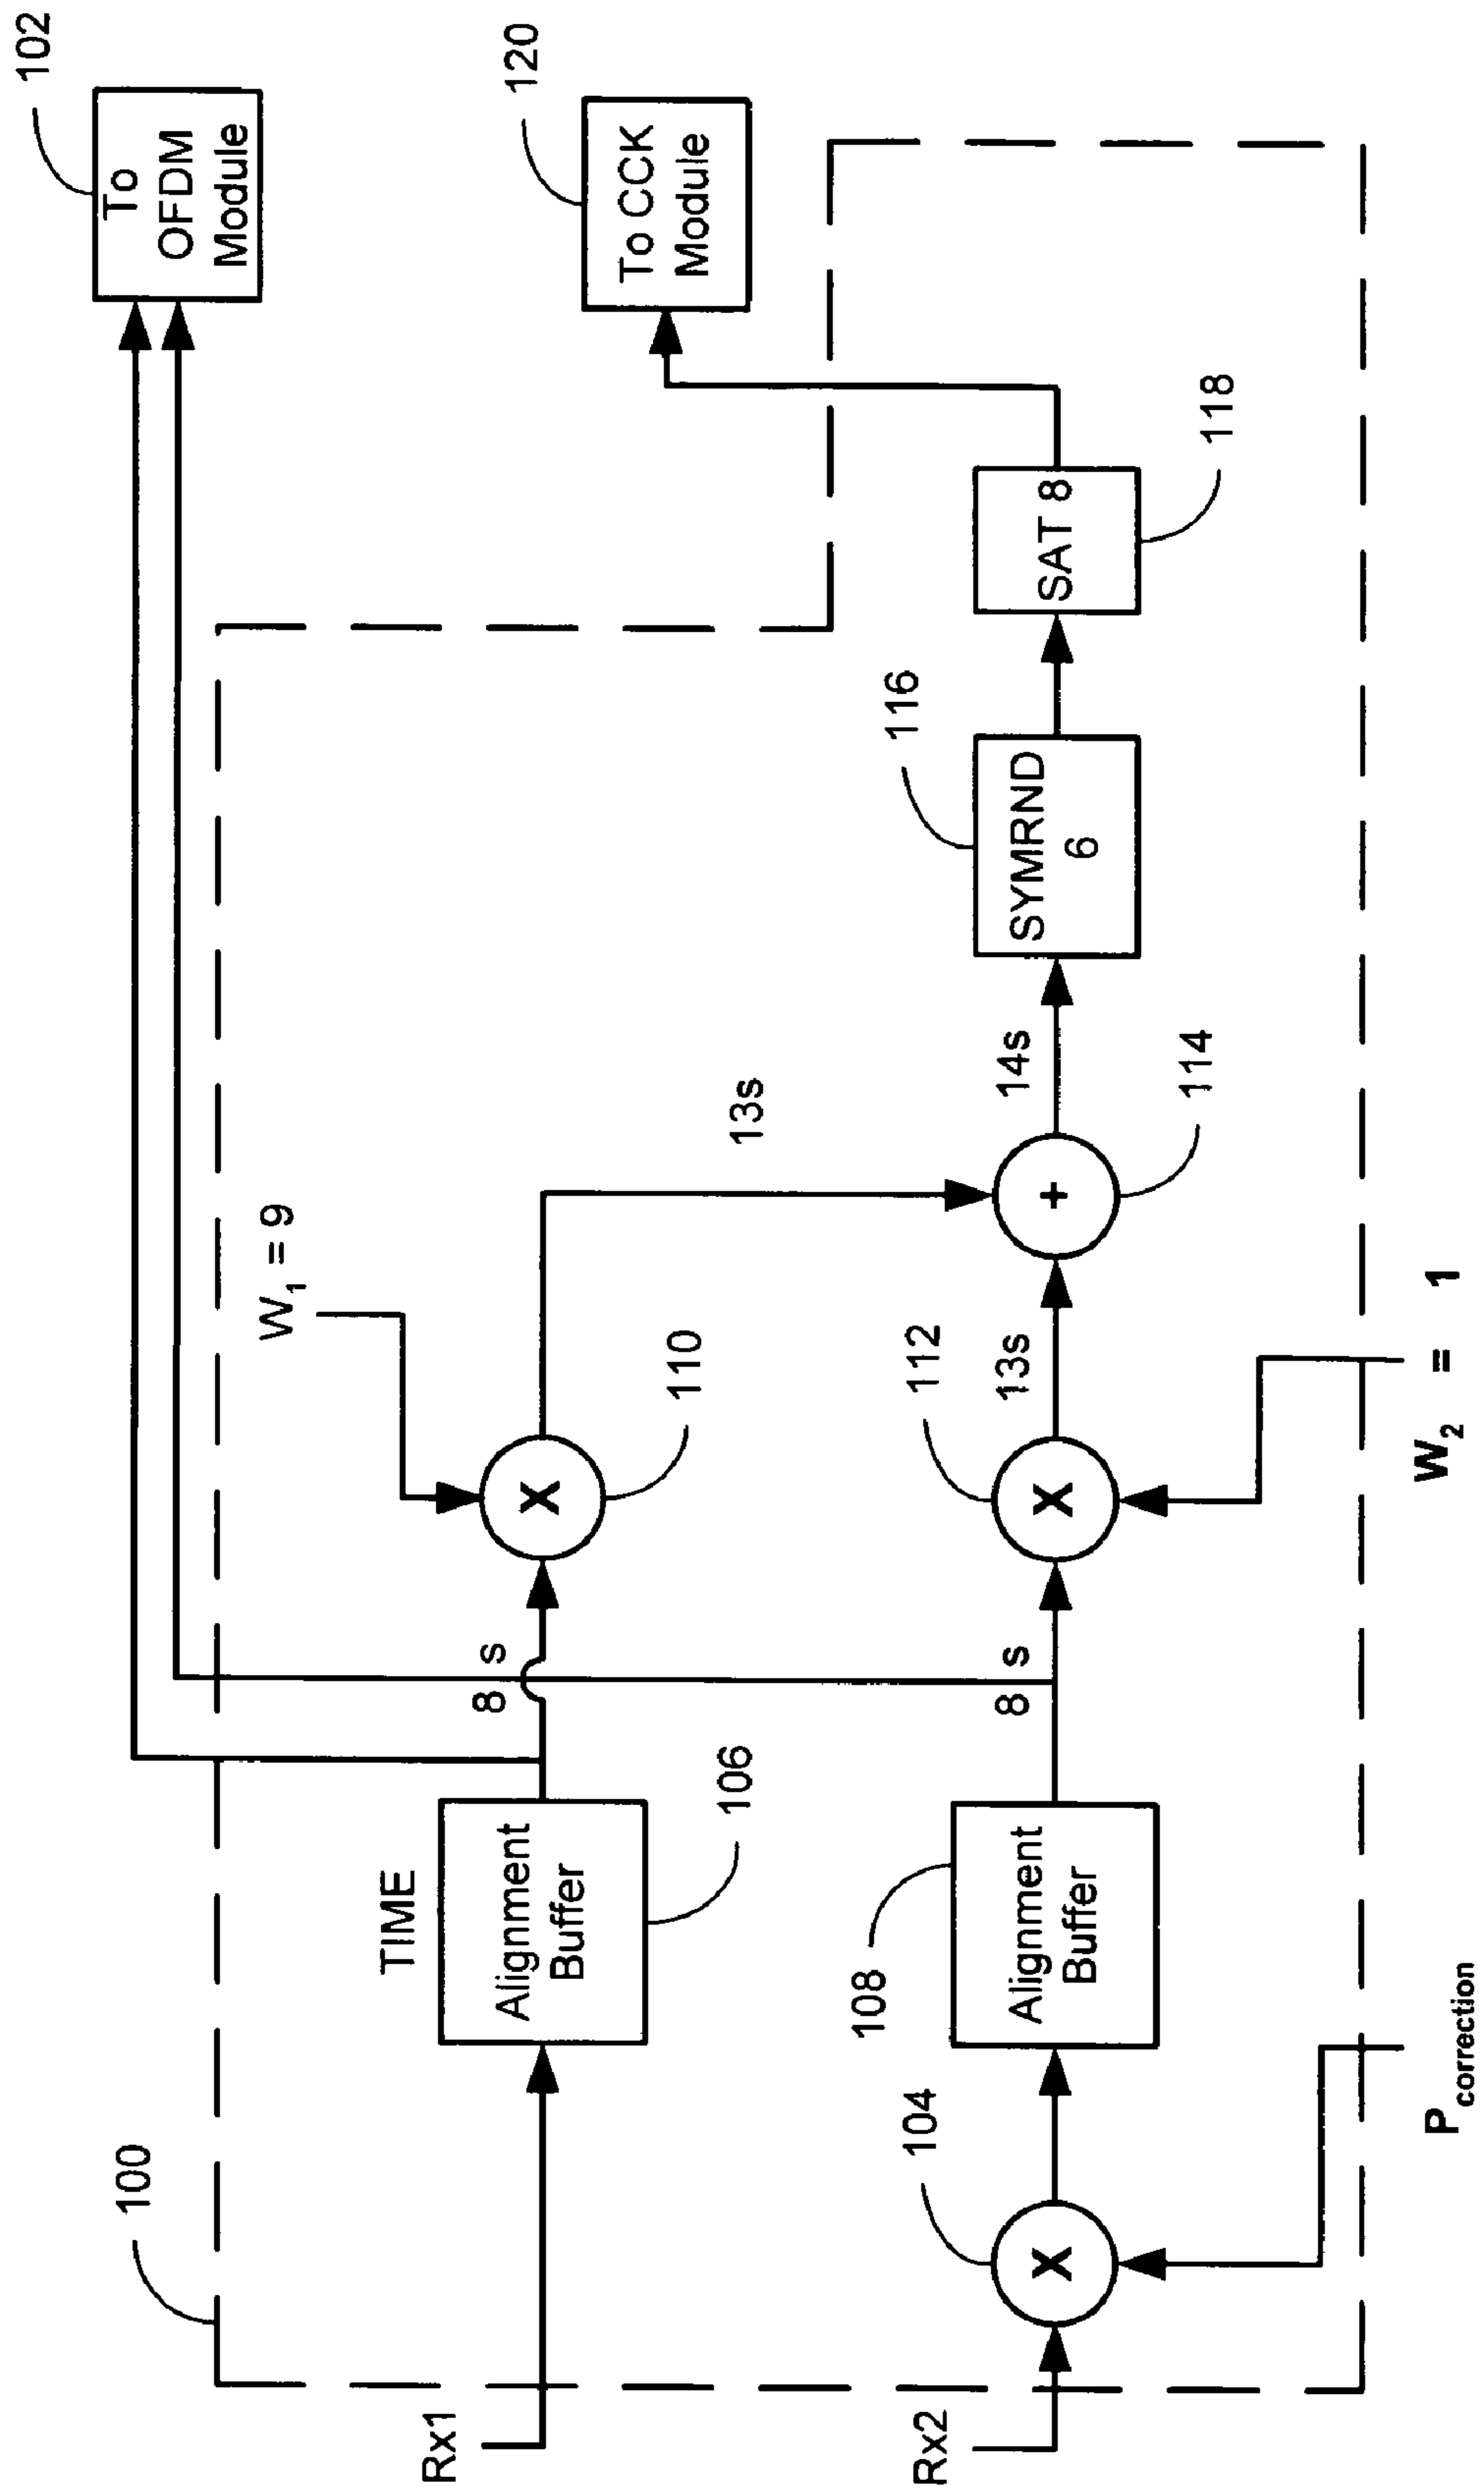 102
To
OFDM
Module
120
To CCK
Module
100
W1 = 9
13s
116
SYMRND
6
SAT 8
118
TIME
Alignment
Buffer
106
8 s
X
110
Rx1
Rx2
104
X
108
Alignment
Buffer
8 s
112
X
13s
+
114
14s
Pcorrection
W2 = 1